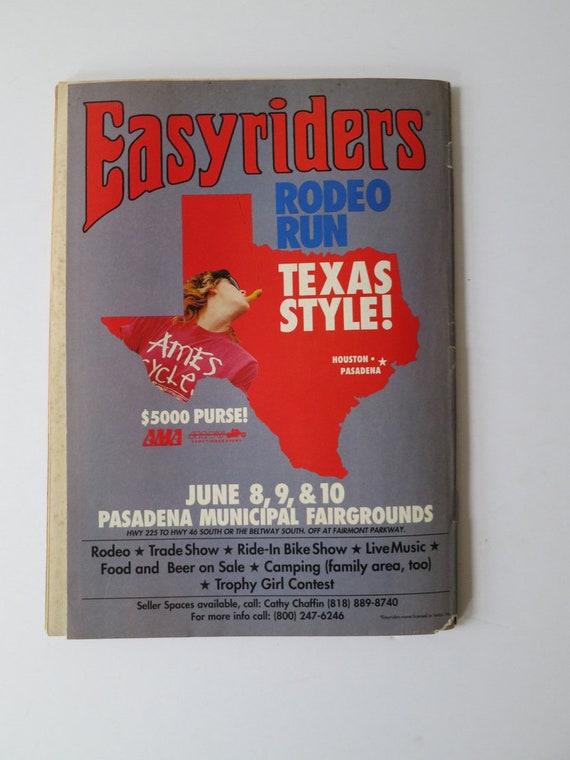 Easyriders
RODEO
RUN
TEXAS
STYLE!
HOUSTON •
PASADENA
AMES
CYCLE
$5000 PURSE!
AMA
JUNE 8, 9, & 10
PASADENA MUNICIPAL FAIRGROUNDS
HWY 225 TO HWY 46 SOUTH OR THE BELTWAY SOUTH. OFF AT FAIRMONT PARKWAY.
Rodeo ★ Trade Show ★ Ride-In Bike Show ★ Live Music ★
Food and Beer on Sale ★ Camping (family area, too)
★ Trophy Girl Contest
Seller Spaces available, call: Cathy Chaffin (818) 889-8740
For more info call: (800) 247-6246